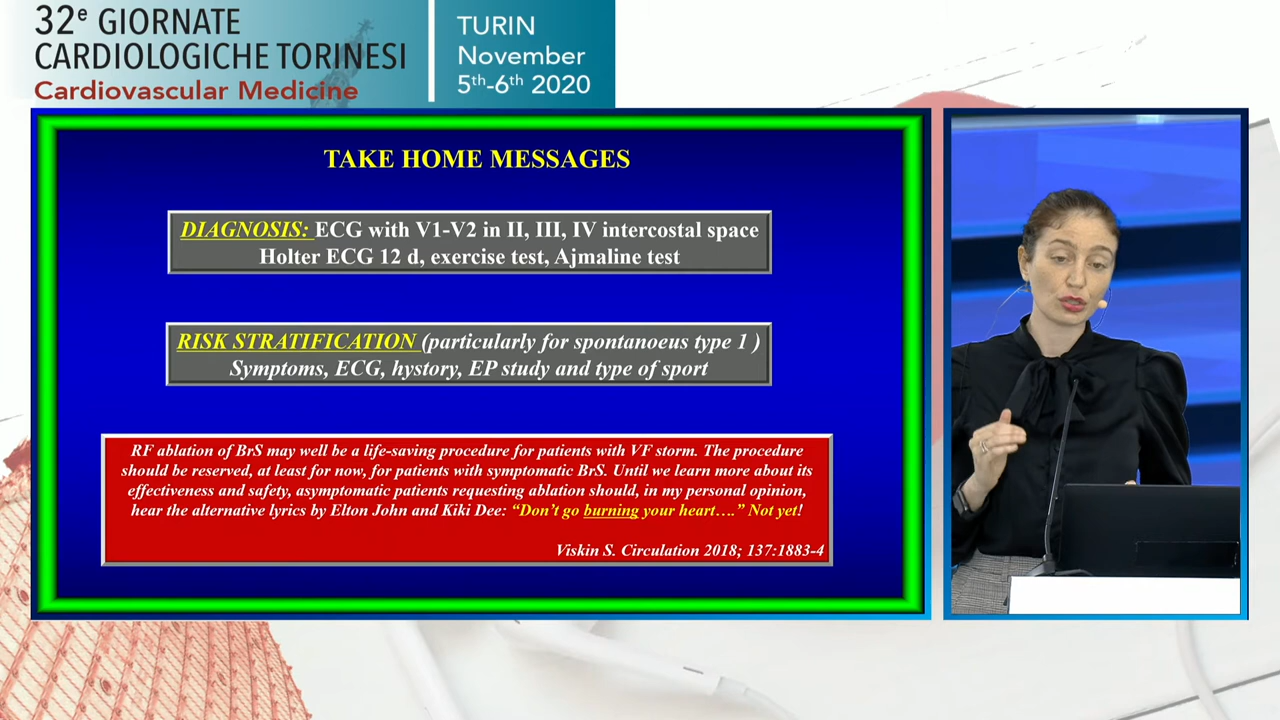 32e GIORNATE
CARDIOLOGICHE TORINESI
Cardiovascular Medicine
TURIN
November
5th-6th 2020
TAKE HOME MESSAGES
DIAGNOSIS: ECG with V1-V2 in II, III, IV intercostal space
Holter ECG 12 d, exercise test, Ajmaline test
RISK STRATIFICATION (particularly for spontanoeus type 1 )
Symptoms, ECG, hystory, EP study and type of sport
RF ablation of BrS may well be a life-saving procedure for patients with VF storm. The procedure
should be reserved, at least for now, for patients with symptomatic BrS. Until we learn more about its
effectiveness and safety, asymptomatic patients requesting ablation should, in my personal opinion,
hear the alternative lyrics by Elton John and Kiki Dee: “Don’t go burning your heart….” Not yet!
Viskin S. Circulation 2018; 137:1883-4